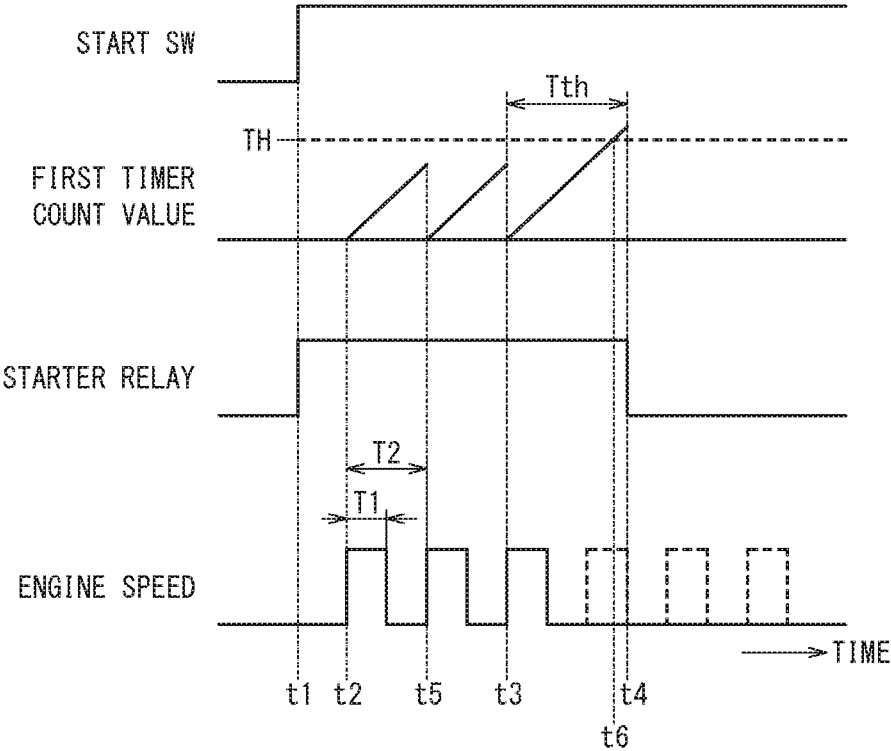 START SW
Tth
TH
FIRST TIMER
COUNT VALUE
STARTER RELAY
T2
T1
ENGINE SPEED
TIME
t1 t2 t5 t3 t4
t6